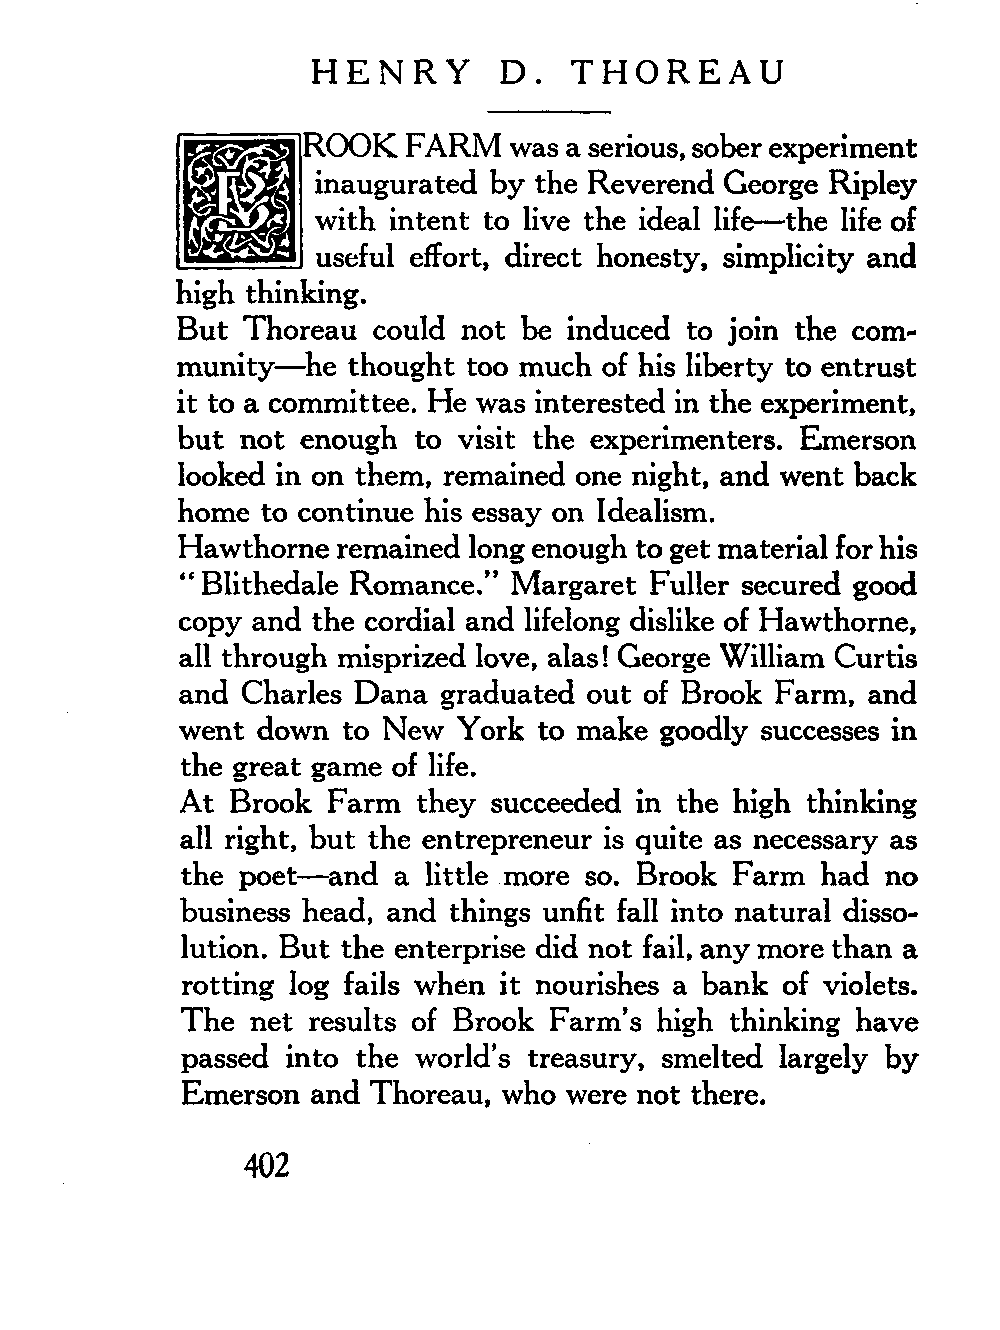 HENRY D. THOREAU
BROOK FARM was a serious, sober experiment
inaugurated by the Reverend George Ripley
with intent to live the ideal life—the life of
useful effort, direct honesty, simplicity and
high thinking.
But Thoreau could not be induced to join the com-
munity—he thought too much of his liberty to entrust
it to a committee. He was interested in the experiment,
but not enough to visit the experimenters. Emerson
looked in on them, remained one night, and went back
home to continue his essay on Idealism.
Hawthorne remained long enough to get material for his
“Blithedale Romance.” Margaret Fuller secured good
copy and the cordial and lifelong dislike of Hawthorne,
all through misprized love, alas! George William Curtis
and Charles Dana graduated out of Brook Farm, and
went down to New York to make goodly successes in
the great game of life.
At Brook Farm they succeeded in the high thinking
all right, but the entrepreneur is quite as necessary as
the poet—and a little more so. Brook Farm had no
business head, and things unfit fall into natural disso-
lution. But the enterprise did not fail, any more than a
rotting log fails when it nourishes a bank of violets.
The net results of Brook Farm's high thinking have
passed into the world's treasury, smelted largely by
Emerson and Thoreau, who were not there.
402